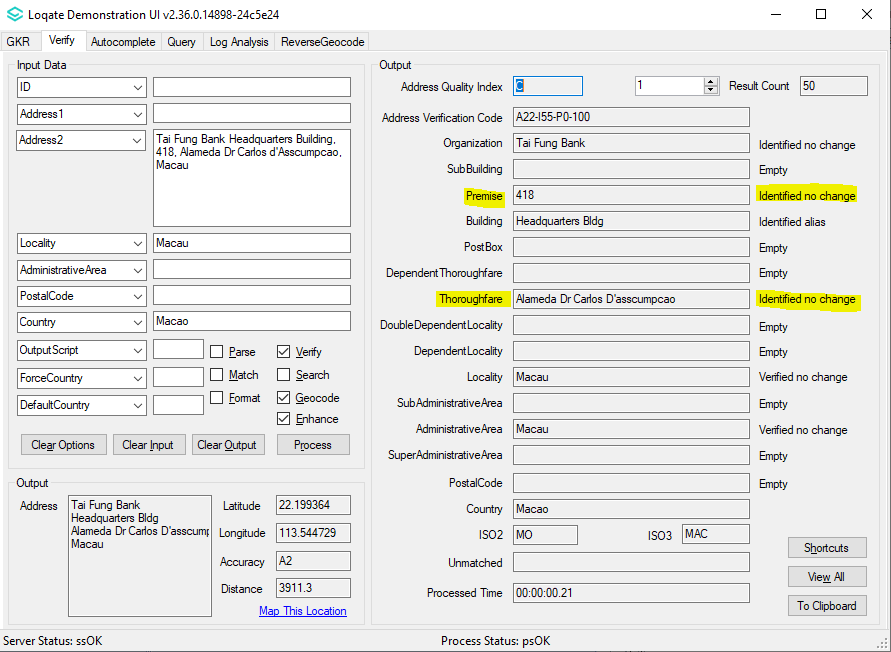 Loqate Demonstration UI v2.36.0.14898-24c5e24
GKR Verify Autocomplete Query Log Analysis ReverseGeocode
Input Data
ID
Address1
Address2
Tai Fung Bank Headquarters Building,
418, Alameda Dr Carlos d'Asscumpcao,
Macau
Locality Macau
AdministrativeArea
PostalCode
Country Macao
OutputScript Parse Verify
ForceCountry Match Search
DefaultCountry Format Geocode
Enhance
Clear Options Clear Input Clear Output Process
Output
Address
Tai Fung Bank
Headquarters Bldg
Alameda Dr Carlos D'asscump
Macau
Latitude 22.199364
Longitude 113.544729
Accuracy A2
Distance 3911.3
Map This Location
Output
Address Quality Index C 1 Result Count 50
Address Verification Code A22-I55-P0-100
Organization Tai Fung Bank Identified no change
SubBuilding Empty
Premise 418 Identified no change
Building Headquarters Bldg Identified alias
PostBox Empty
DependentThoroughfare Empty
Thoroughfare Alameda Dr Carlos D'asscumpcao Identified no change
DoubleDependentLocality Empty
DependentLocality Empty
Locality Macau Verified no change
SubAdministrativeArea Empty
AdministrativeArea Macau Verified no change
SuperAdministrativeArea Empty
PostalCode Empty
Country Macao
ISO2 MO ISO3 MAC
Unmatched
Processed Time 00:00:00.21
Shortcuts
View All
To Clipboard
Server Status: ssOK Process Status: psOK